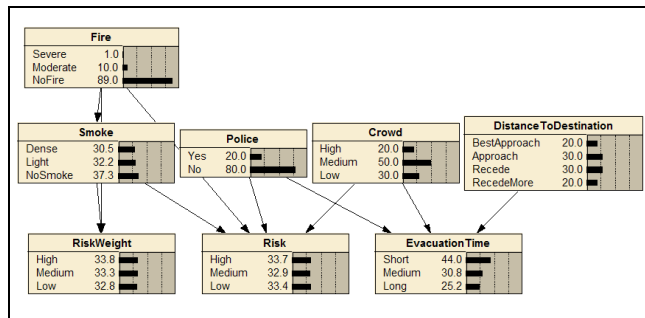 Fire
Severe 1.0
Moderate 10.0
NoFire 89.0
Smoke
Dense 30.5
Light 32.2
NoSmoke 37.3
Police
Yes 20.0
No 80.0
Crowd
High 20.0
Medium 50.0
Low 30.0
DistanceToDestination
BestApproach 20.0
Approach 30.0
Recede 30.0
RecedeMore 20.0
RiskWeight
High 33.8
Medium 33.3
Low 32.8
Risk
High 33.7
Medium 32.9
Low 33.4
EvacuationTime
Short 44.0
Medium 30.8
Long 25.2